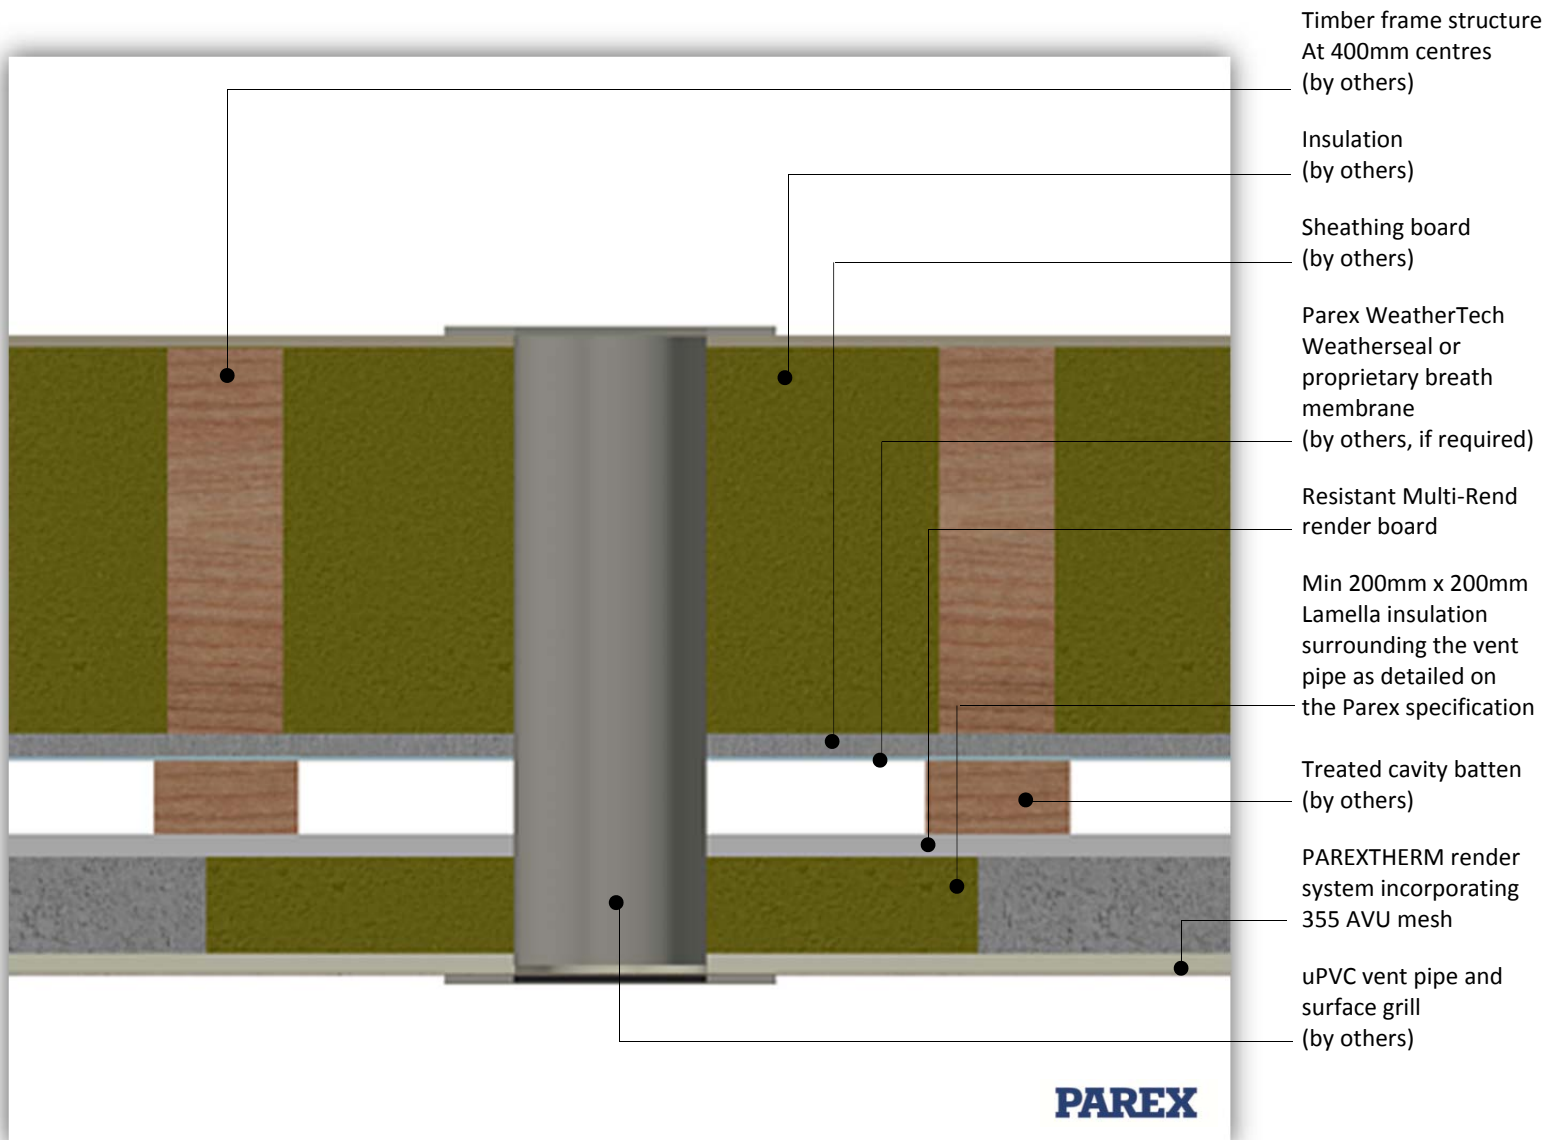 Timber frame structure
At 400mm centres
(by others)
Insulation
(by others)
Sheathing board
(by others)
Parex WeatherTech
Weatherseal or
proprietary breath
membrane
(by others, if required)
Resistant Multi-Rend
render board
Min 200mm x 200mm
Lamella insulation
surrounding the vent
pipe as detailed on
the Parex specification
Treated cavity batten
(by others)
PAREXTHERM render
system incorporating
355 AVU mesh
uPVC vent pipe and
surface grill
(by others)
PAREX